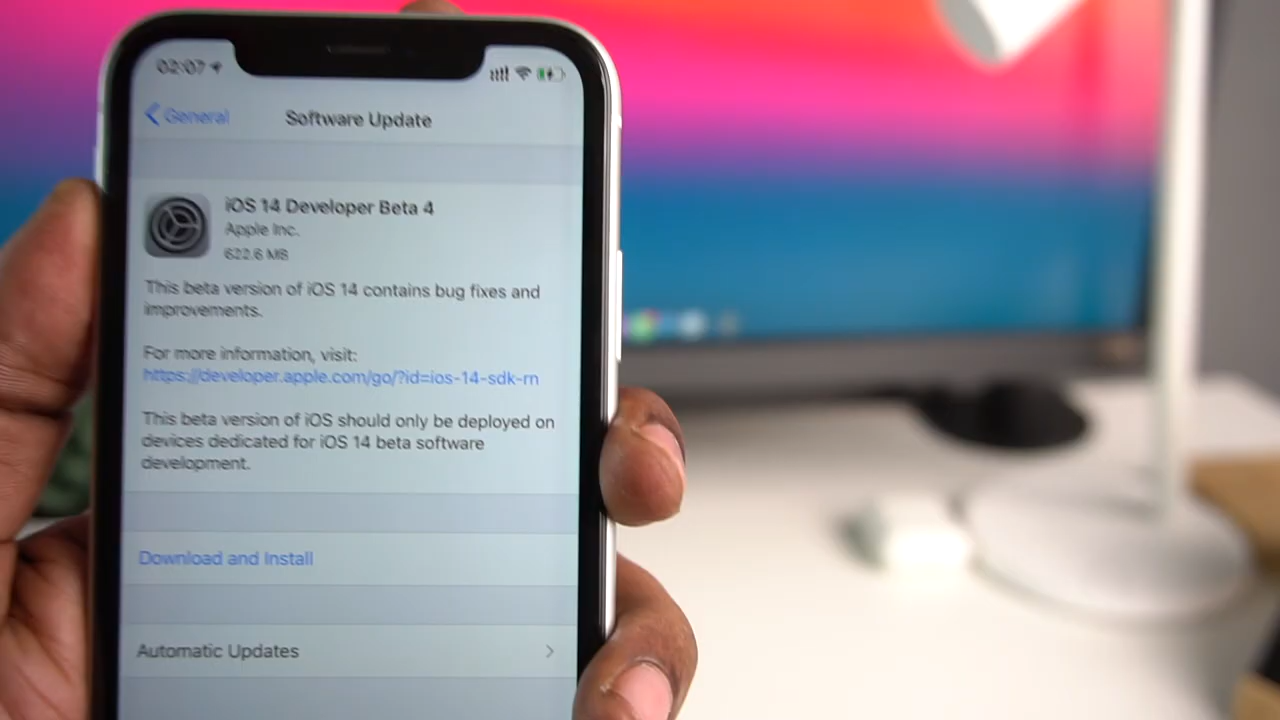 02:07
General
Software Update
iOS 14 Developer Beta 4
Apple Inc.
622.6 MB
This beta version of iOS 14 contains bug fixes and
improvements.
For more information, visit:
https://developer.apple.com/go/?id=ios-14-sdk-rn
This beta version of iOS should only be deployed on
devices dedicated for iOS 14 beta software
development.
Download and Install
Automatic Updates